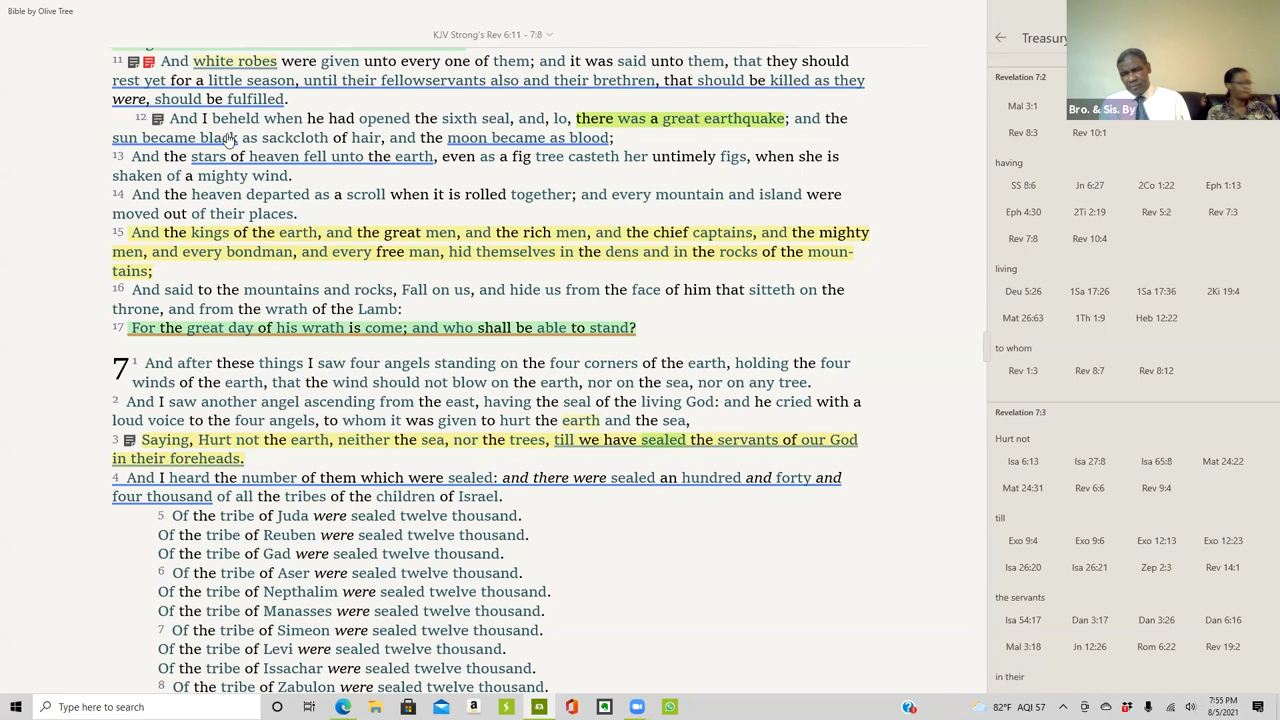 Bible by Olive Tree
KJV Strong's Rev 6:11 - 7:8
11 And white robes were given unto every one of them; and it was said unto them, that they should
rest yet for a little season, until their fellowservants also and their brethren, that should be killed as they
were, should be fulfilled.
12 And I beheld when he had opened the sixth seal, and, lo, there was a great earthquake; and the
sun became black as sackcloth of hair, and the moon became as blood;
13 And the stars of heaven fell unto the earth, even as a fig tree casteth her untimely figs, when she is
shaken of a mighty wind.
14 And the heaven departed as a scroll when it is rolled together; and every mountain and island were
moved out of their places.
15 And the kings of the earth, and the great men, and the rich men, and the chief captains, and the mighty
men, and every bondman, and every free man, hid themselves in the dens and in the rocks of the moun-
tains;
16 And said to the mountains and rocks, Fall on us, and hide us from the face of him that sitteth on the
throne, and from the wrath of the Lamb:
17 For the great day of his wrath is come; and who shall be able to stand?
7 1 And after these things I saw four angels standing on the four corners of the earth, holding the four
winds of the earth, that the wind should not blow on the earth, nor on the sea, nor on any tree.
2 And I saw another angel ascending from the east, having the seal of the living God: and he cried with a
loud voice to the four angels, to whom it was given to hurt the earth and the sea,
3 Saying, Hurt not the earth, neither the sea, nor the trees, till we have sealed the servants of our God
in their foreheads.
4 And I heard the number of them which were sealed: and there were sealed an hundred and forty and
four thousand of all the tribes of the children of Israel.
5 Of the tribe of Juda were sealed twelve thousand.
Of the tribe of Reuben were sealed twelve thousand.
Of the tribe of Gad were sealed twelve thousand.
6 Of the tribe of Aser were sealed twelve thousand.
Of the tribe of Nepthalim were sealed twelve thousand.
Of the tribe of Manasses were sealed twelve thousand.
7 Of the tribe of Simeon were sealed twelve thousand.
Of the tribe of Levi were sealed twelve thousand.
Of the tribe of Issachar were sealed twelve thousand.
8 Of the tribe of Zabulon were sealed twelve thousand.
Treasury
Bro. & Sis. By
Revelation 7:2
Mal 3:1
Rev 8:3 Rev 10:1
having
SS 8:6 Jn 6:27 2Co 1:22 Eph 1:13
Eph 4:30 2Ti 2:19 Rev 5:2 Rev 7:3
Rev 7:8 Rev 10:4
living
Deu 5:26 1Sa 17:26 1Sa 17:36 2Ki 19:4
Mat 26:63 1Th 1:9 Heb 12:22
to whom
Rev 1:3 Rev 8:7 Rev 8:12
Revelation 7:3
Hurt not
Isa 6:13 Isa 27:8 Isa 65:8 Mat 24:22
Mat 24:31 Rev 6:6 Rev 9:4
till
Exo 9:4 Exo 9:6 Exo 12:13 Exo 12:23
Isa 26:20 Isa 26:21 Zep 2:3 Rev 14:1
the servants
Isa 54:17 Dan 3:17 Dan 3:26 Dan 6:16
Mal 3:18 Jn 12:26 Rom 6:22 Rev 19:2
in their
Type here to search
82°F AQI 57
7:55 PM
8/5/2021